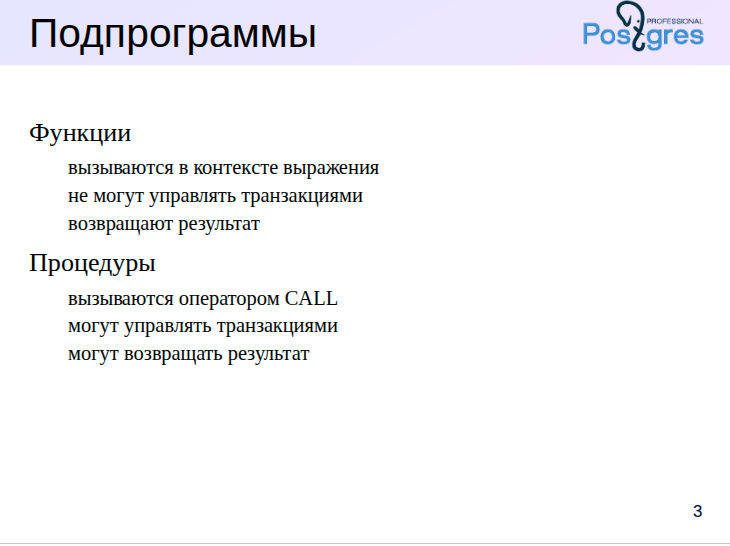 Подпрограммы
PROFESSIONAL
Postgres
Функции
вызываются в контексте выражения
не могут управлять транзакциями
возвращают результат
Процедуры
вызываются оператором CALL
могут управлять транзакциями
могут возвращать результат
3